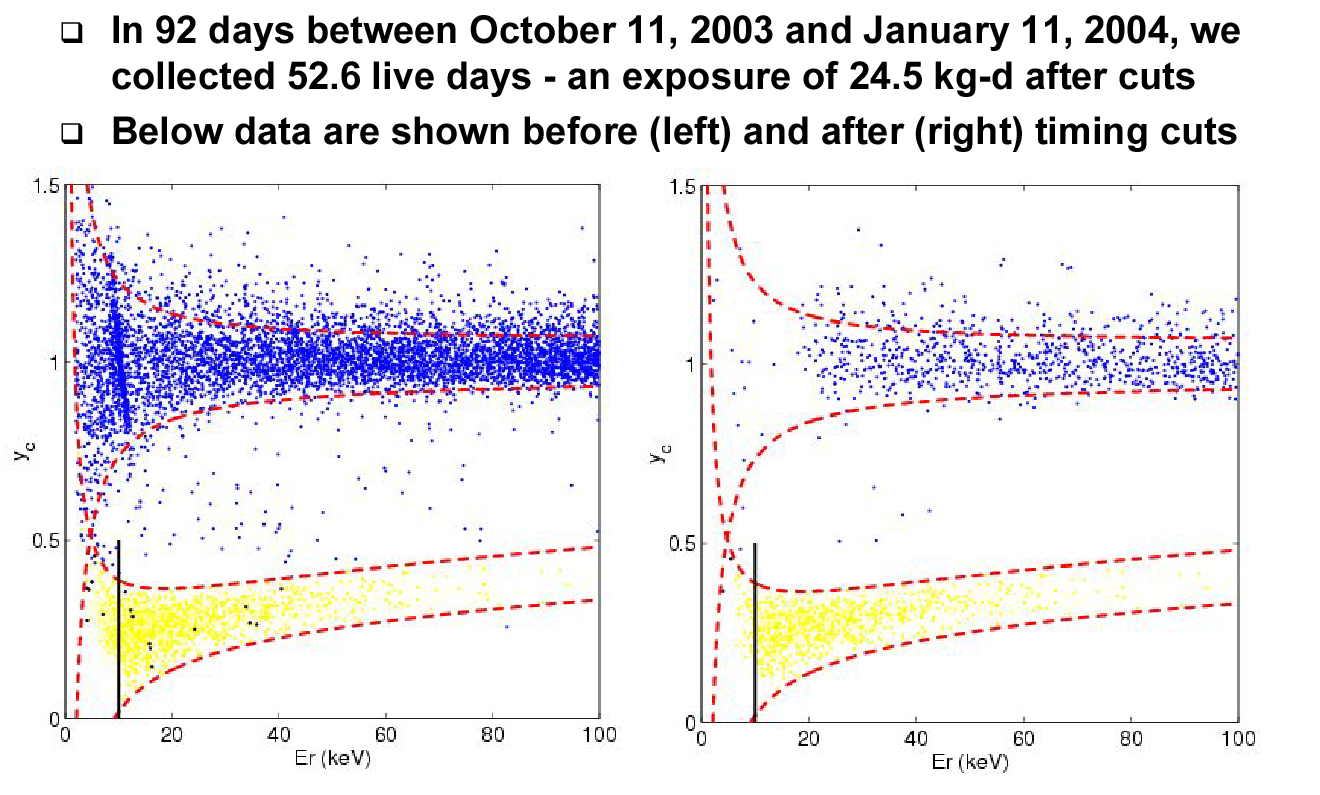 In 92 days between October 11, 2003 and January 11, 2004, we
collected 52.6 live days - an exposure of 24.5 kg-d after cuts
Below data are shown before (left) and after (right) timing cuts
1.5
1
0.5
0
y_c
0 20 40 60 80 100
Er (keV)
1.5
1
0.5
0
y_c
0 20 40 60 80 100
Er (keV)